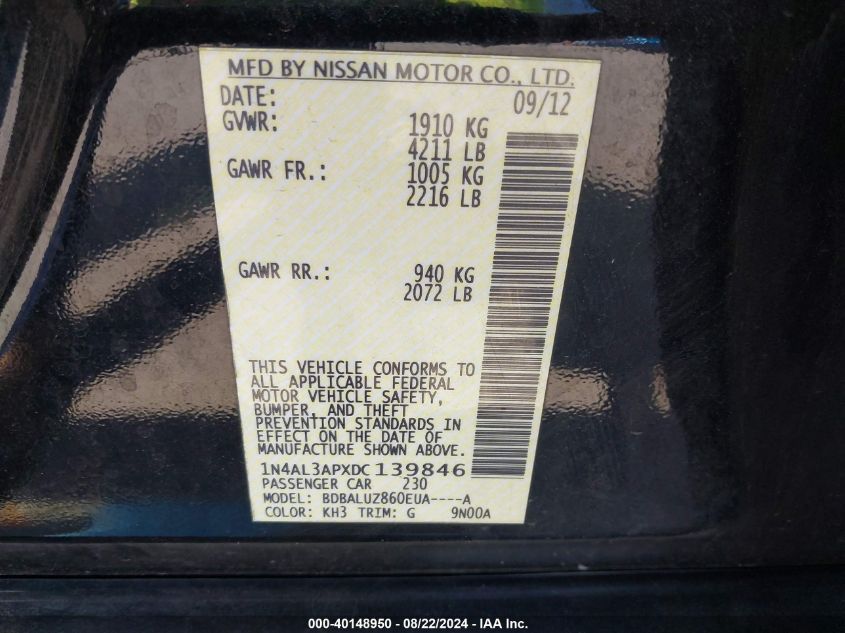 MFD BY NISSAN MOTOR CO., LTD.
DATE: 09/12
GVWR: 1910 KG
4211 LB
GAWR FR.: 1005 KG
2216 LB
GAWR RR.: 940 KG
2072 LB
THIS VEHICLE CONFORMS TO
ALL APPLICABLE FEDERAL
MOTOR VEHICLE SAFETY,
BUMPER, AND THEFT
PREVENTION STANDARDS IN
EFFECT ON THE DATE OF
MANUFACTURE SHOWN ABOVE.
1N4AL3APXDC139846
PASSENGER CAR 230
MODEL: BDBALUZ860EUA----A
COLOR: KH3 TRIM: G 9N00A
000-40148950 - 08/22/2024 - IAA Inc.